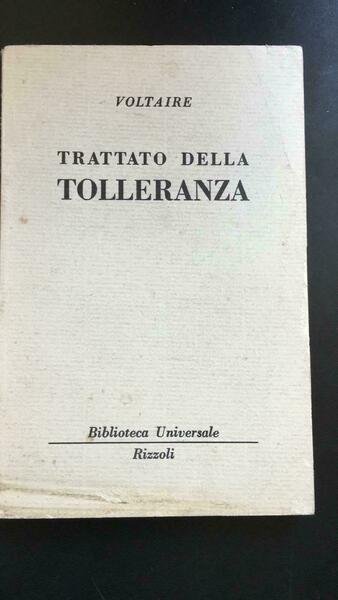 VOLTAIRE
TRATTATO DELLA
TOLLERANZA
Biblioteca Universale
Rizzoli